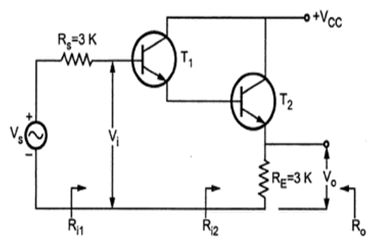 +VCC
Rs=3 K
T1
T2
+
Vs
−
Vi
RE=3 K
Vo
Ri1
Ri2
Ro